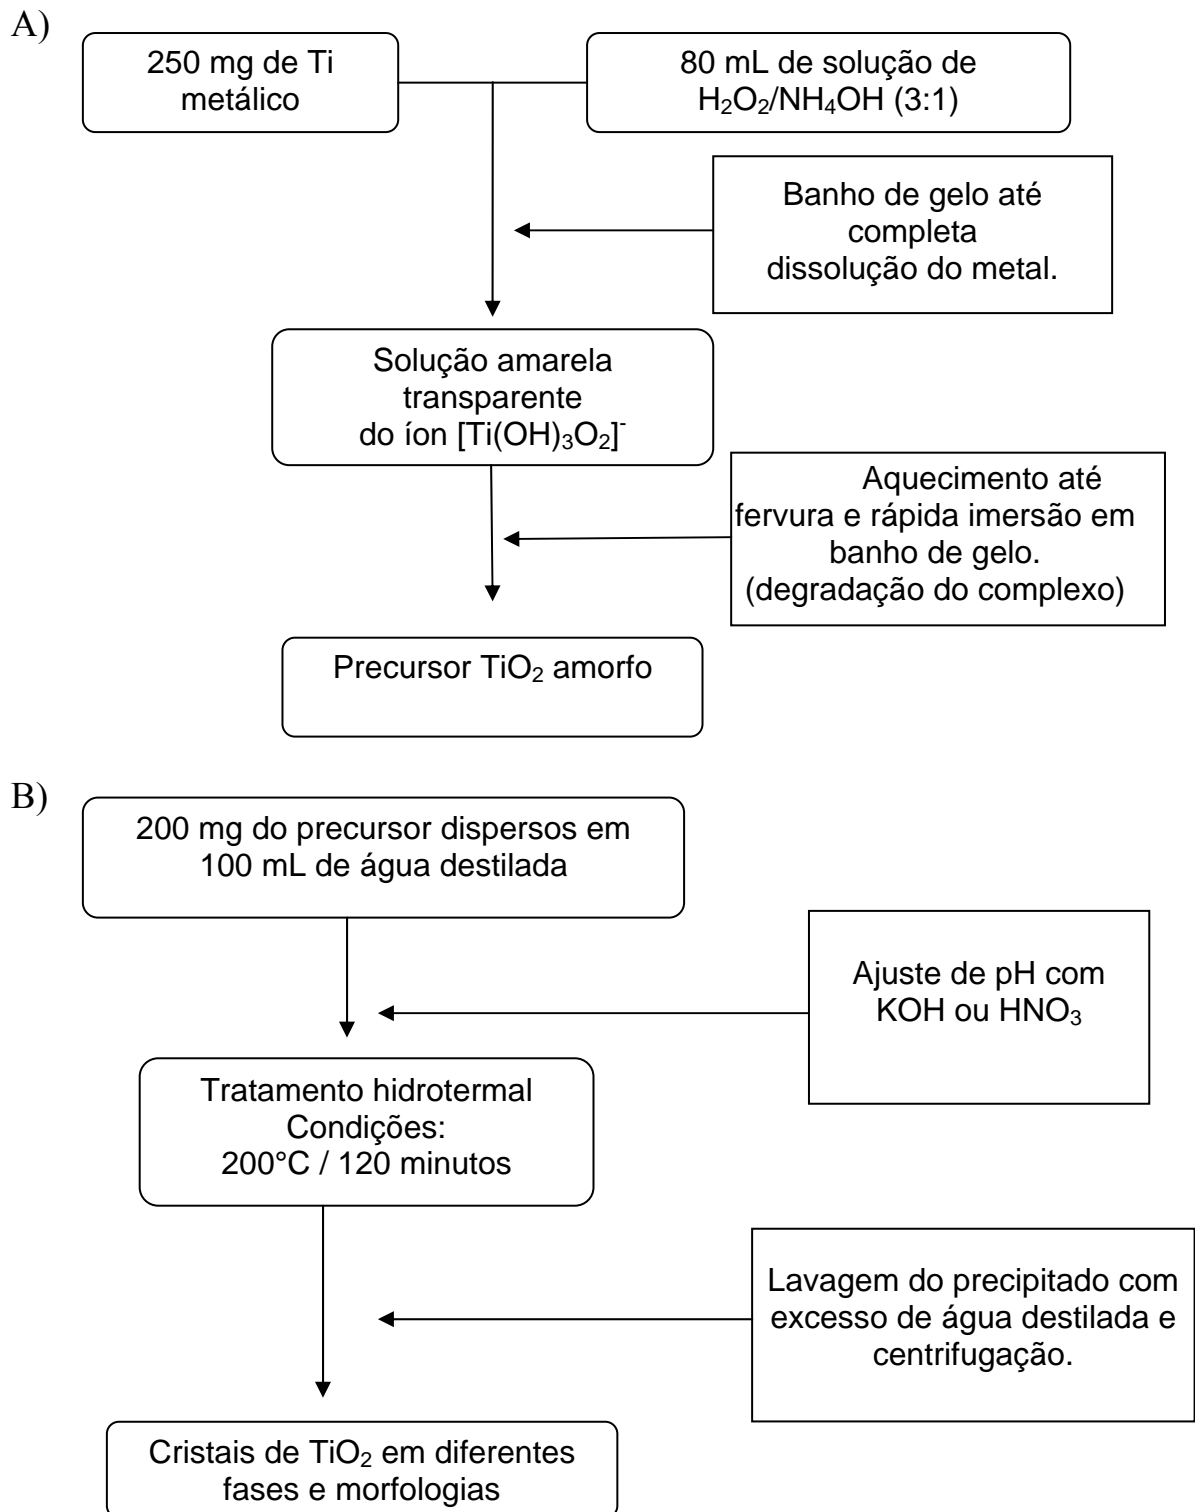 A)
250 mg de Ti
metálico
80 mL de solução de
H₂O₂/NH₄OH (3:1)
Banho de gelo até
completa
dissolução do metal.
Solução amarela
transparente
do íon [Ti(OH)₃O₂]⁻
Aquecimento até
fervura e rápida imersão em
banho de gelo.
(degradação do complexo)
Precursor TiO₂ amorfo
B)
200 mg do precursor dispersos em
100 mL de água destilada
Ajuste de pH com
KOH ou HNO₃
Tratamento hidrotermal
Condições:
200°C / 120 minutos
Lavagem do precipitado com
excesso de água destilada e
centrifugação.
Cristais de TiO₂ em diferentes
fases e morfologias